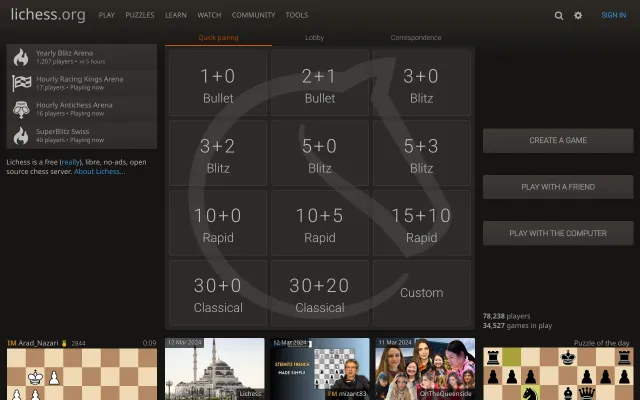 lichess.org PLAY PUZZLES LEARN WATCH COMMUNITY TOOLS SIGN IN
Yearly Blitz Arena
1,207 players • in 5 hours
Hourly Racing Kings Arena
17 players • Playing now
Hourly Antichess Arena
16 players • Playing now
SuperBlitz Swiss
40 players • Playing now
Lichess is a free (really), libre, no-ads, open
source chess server. About Lichess...
Quick pairing Lobby Correspondence
1+0
Bullet
2+1
Bullet
3+0
Blitz
3+2
Blitz
5+0
Blitz
5+3
Blitz
10+0
Rapid
10+5
Rapid
15+10
Rapid
30+0
Classical
30+20
Classical
Custom
CREATE A GAME
PLAY WITH A FRIEND
PLAY WITH THE COMPUTER
78,238 players
34,527 games in play
IM Arad_Nazari 2844 0:09
12 Mar 2024
Lichess
12 Mar 2024
STEINITZ FRENCH
MADE SIMPLE
FM mizant83
11 Mar 2024
OnTheQueenside
Puzzle of the day